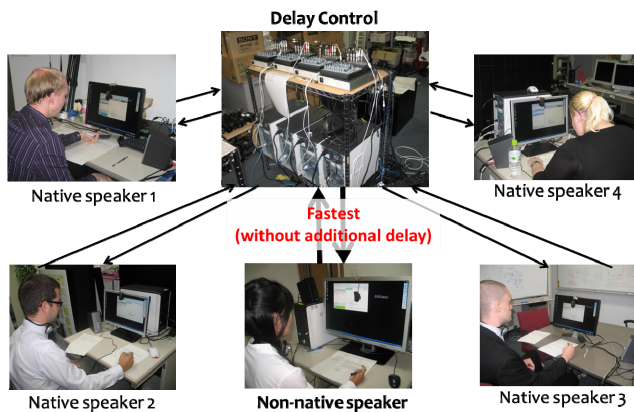 Delay Control
SONY
Native speaker 1
Native speaker 4
Fastest
(without additional delay)
Native speaker 2
Non-native speaker
Native speaker 3